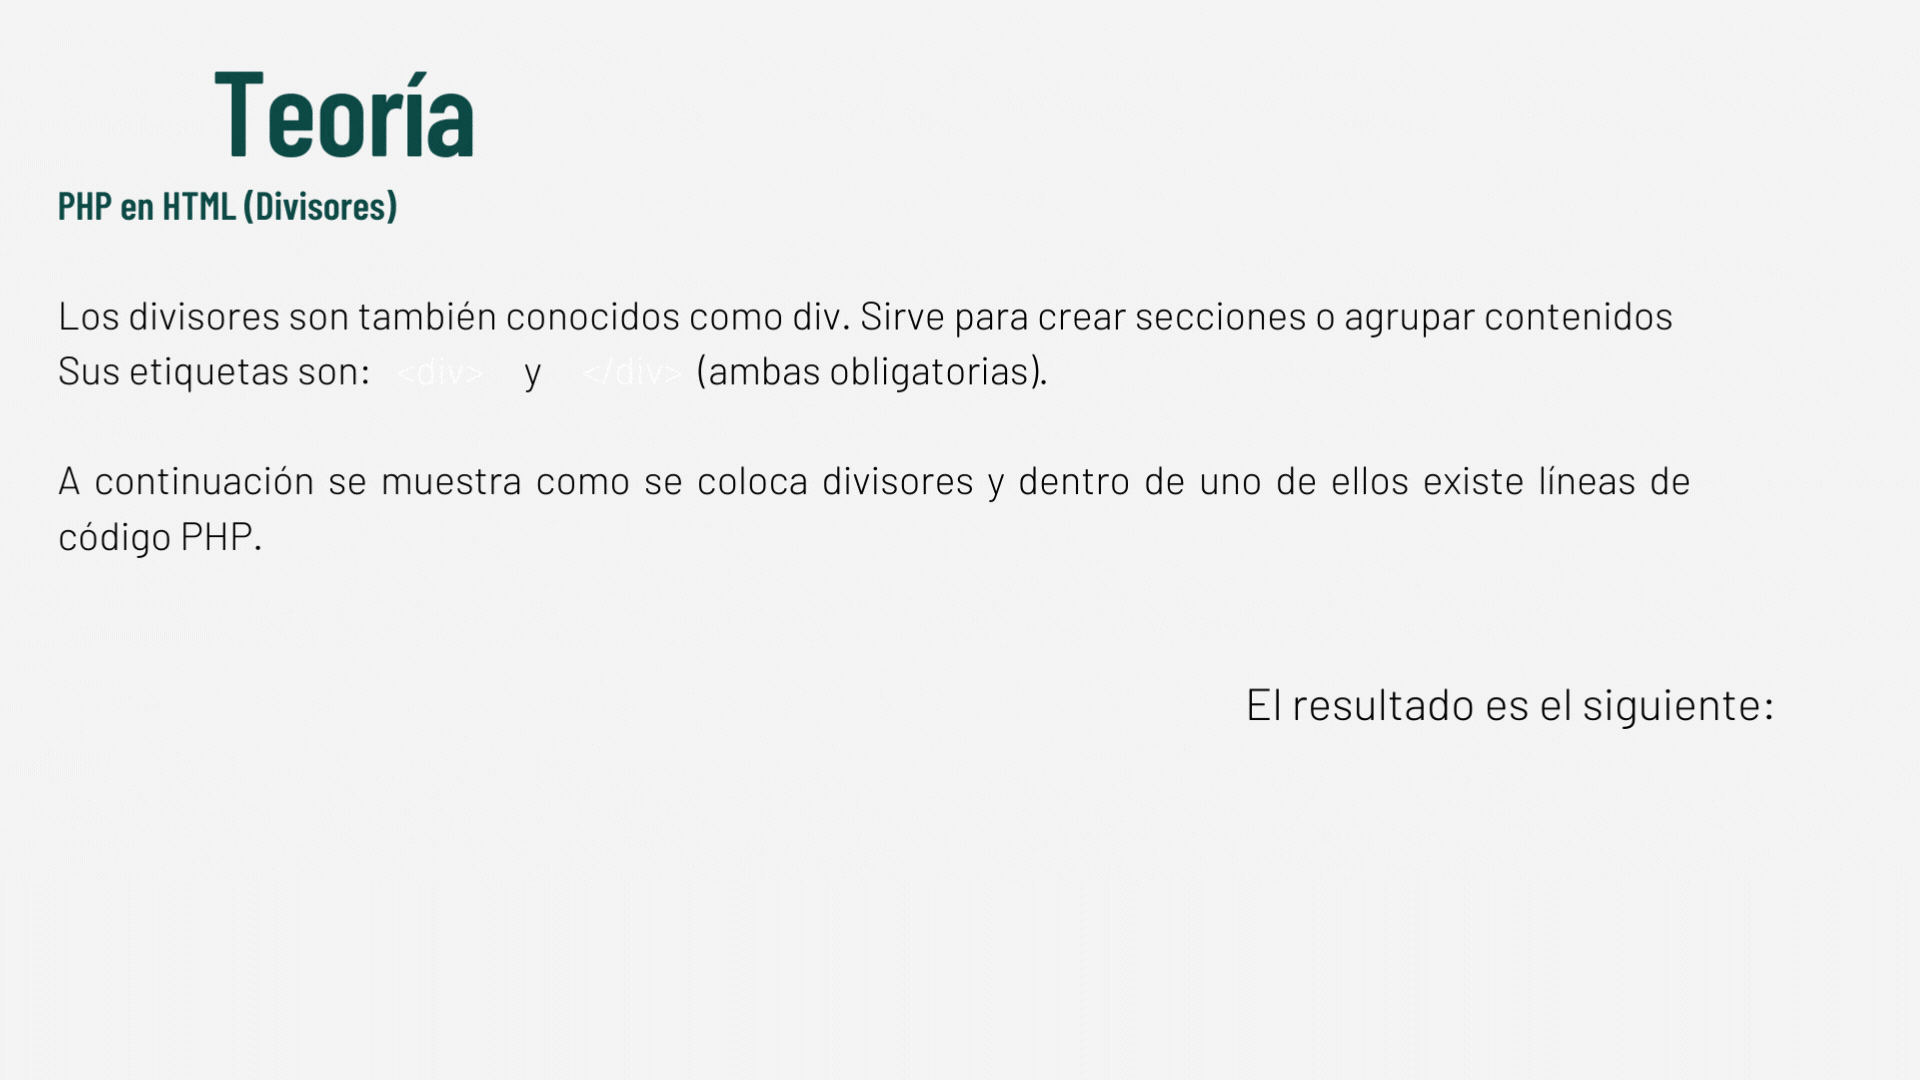 Teoría
PHP en HTML (Divisores)
Los divisores son también conocidos como div. Sirve para crear secciones o agrupar contenidos
Sus etiquetas son: <div> y </div> (ambas obligatorias).
A continuación se muestra como se coloca divisores y dentro de uno de ellos existe líneas de
código PHP.
El resultado es el siguiente: